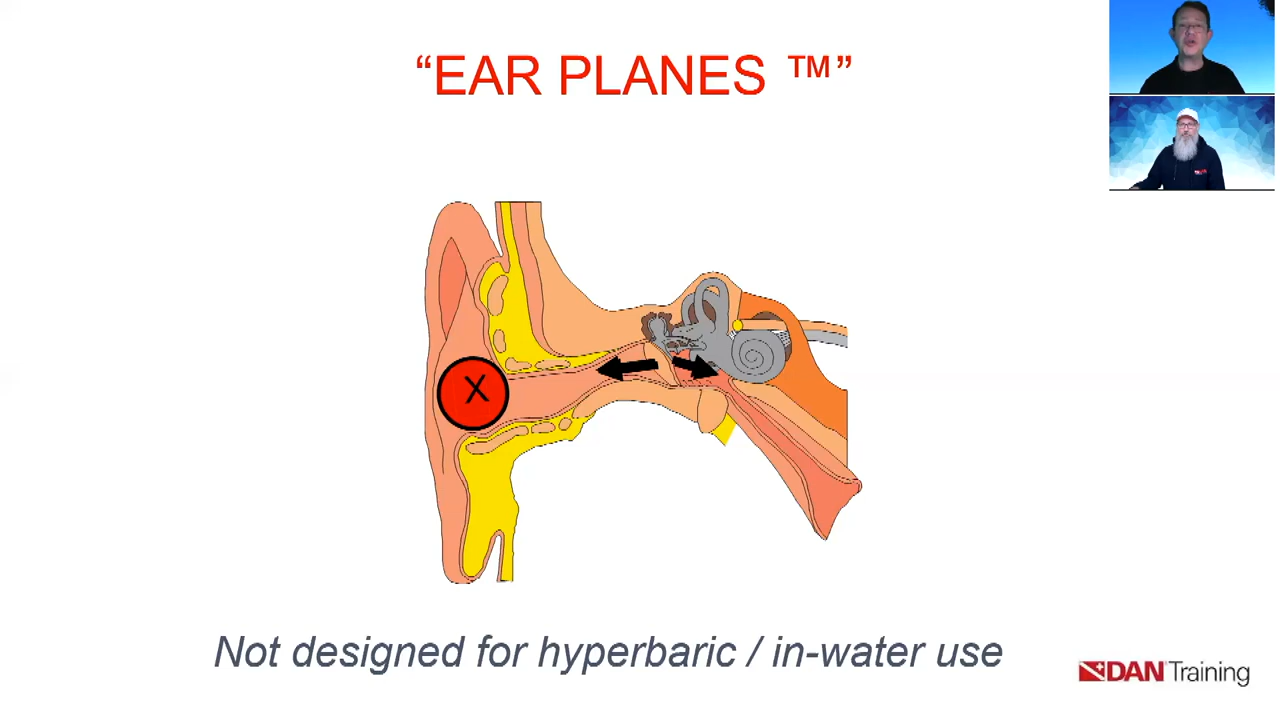 “EAR PLANES ™”
X
Not designed for hyperbaric / in-water use
DAN Training